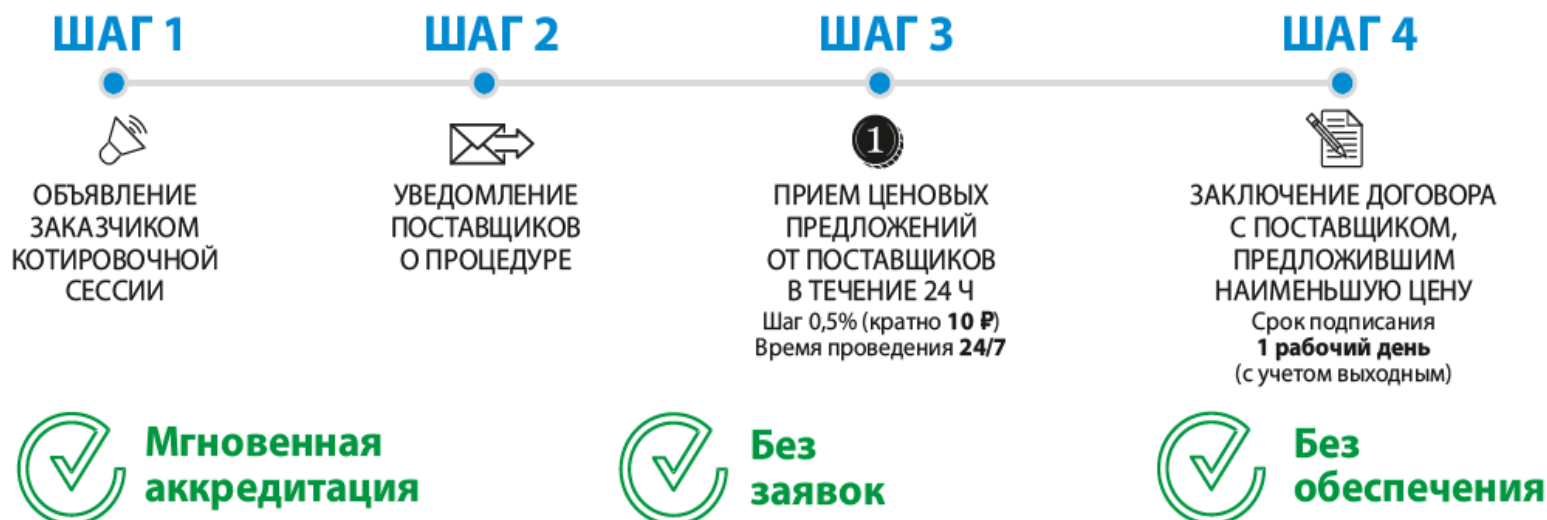 ШАГ 1
ШАГ 2
ШАГ 3
ШАГ 4
ОБЪЯВЛЕНИЕ
ЗАКАЗЧИКОМ
КОТИРОВОЧНОЙ
СЕССИИ
УВЕДОМЛЕНИЕ
ПОСТАВЩИКОВ
О ПРОЦЕДУРЕ
1
ПРИЕМ ЦЕНОВЫХ
ПРЕДЛОЖЕНИЙ
ОТ ПОСТАВЩИКОВ
В ТЕЧЕНИЕ 24 Ч
Шаг 0,5% (кратно 10 ₽)
Время проведения 24/7
ЗАКЛЮЧЕНИЕ ДОГОВОРА
С ПОСТАВЩИКОМ,
ПРЕДЛОЖИВШИМ
НАИМЕНЬШУЮ ЦЕНУ
Срок подписания
1 рабочий день
(с учетом выходным)
Мгновенная
аккредитация
Без
заявок
Без
обеспечения